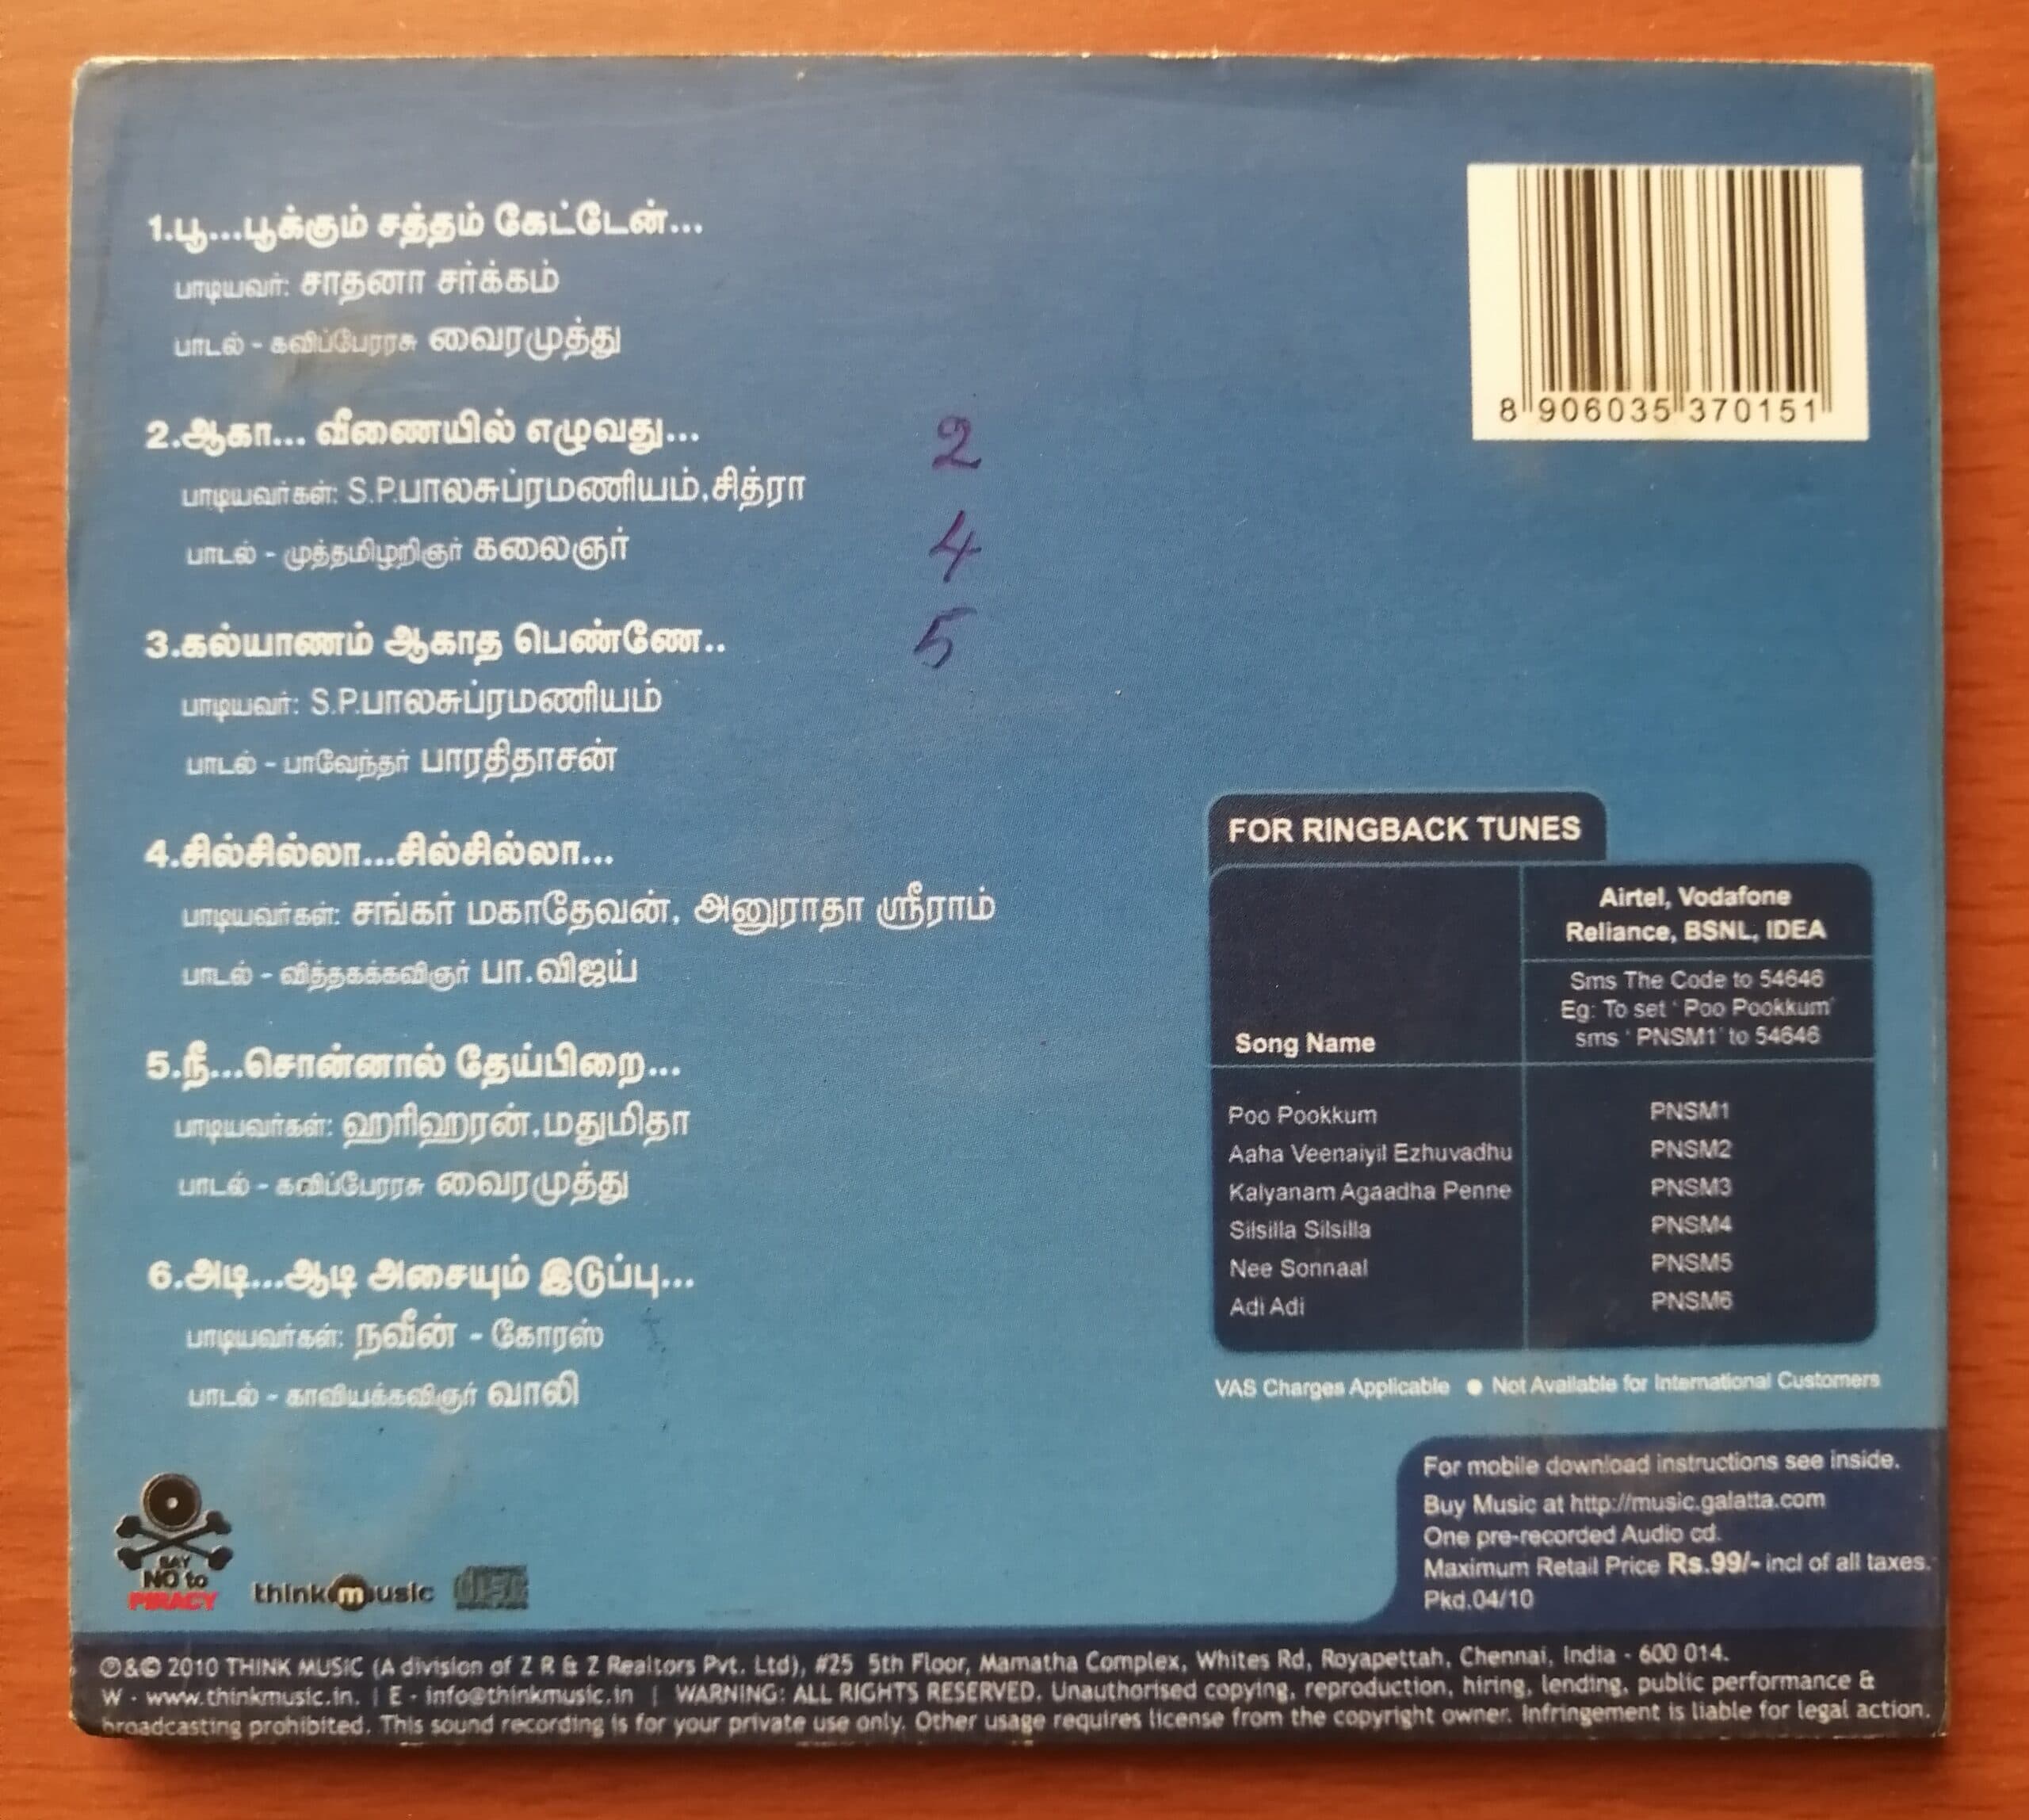 1.பூ...பூக்கும் சத்தம் கேட்டேன்...
பாடியவர்: சாதனா சர்க்கம்
பாடல் - கவிப்பேரரசு வைரமுத்து
2.ஆகா... வீணையில் எழுவது...
பாடியவர்கள்: S.P.பாலசுப்ரமணியம்.சித்ரா
பாடல் - முத்தமிழறிஞர் கலைஞர்
3.கல்யாணம் ஆகாத பெண்ணே..
பாடியவர்: S.P.பாலசுப்ரமணியம்
பாடல் - பாவேந்தர் பாரதிதாசன்
4.சில்சில்லா...சில்சில்லா...
பாடியவர்கள்: சங்கர் மகாதேவன், அனுராதா ஸ்ரீராம்
பாடல் - வித்தகக்கவிஞர் பா.விஜய்
5.நீ...சொன்னால் தேய்பிறை...
பாடியவர்கள்: ஹரிஹரன்.மதுமிதா
பாடல் - கவிப்பேரரசு வைரமுத்து
6.அடி...ஆடி அசையும் இடுப்பு...
பாடியவர்கள்: நவீன் - கோரஸ்
பாடல் - காவியக்கவிஞர் வாலி
2
4
5
8 906035 370151
FOR RINGBACK TUNES
Airtel, Vodafone
Reliance, BSNL, IDEA
Sms The Code to 54646
Eg: To set ' Poo Pookkum'
sms ' PNSM1' to 54646
Song Name
Poo Pookkum PNSM1
Aaha Veenaiyil Ezhuvadhu PNSM2
Kalyanam Agaadha Penne PNSM3
Silsilla Silsilla PNSM4
Nee Sonnaal PNSM5
Adi Adi PNSM6
VAS Charges Applicable ● Not Available for International Customers
For mobile download instructions see inside.
Buy Music at http://music.galatta.com
One pre-recorded Audio cd.
Maximum Retail Price Rs.99/- incl of all taxes.
Pkd.04/10
SAY
NO to
PIRACY
think music
disc
℗&© 2010 THINK MUSIC (A division of Z R & Z Realtors Pvt. Ltd), #25 5th Floor, Mamatha Complex, Whites Rd, Royapettah, Chennai, India - 600 014.
W - www.thinkmusic.in. | E - info@thinkmusic.in | WARNING: ALL RIGHTS RESERVED. Unauthorised copying, reproduction, hiring, lending, public performance &
broadcasting prohibited. This sound recording is for your private use only. Other usage requires license from the copyright owner. Infringement is liable for legal action.